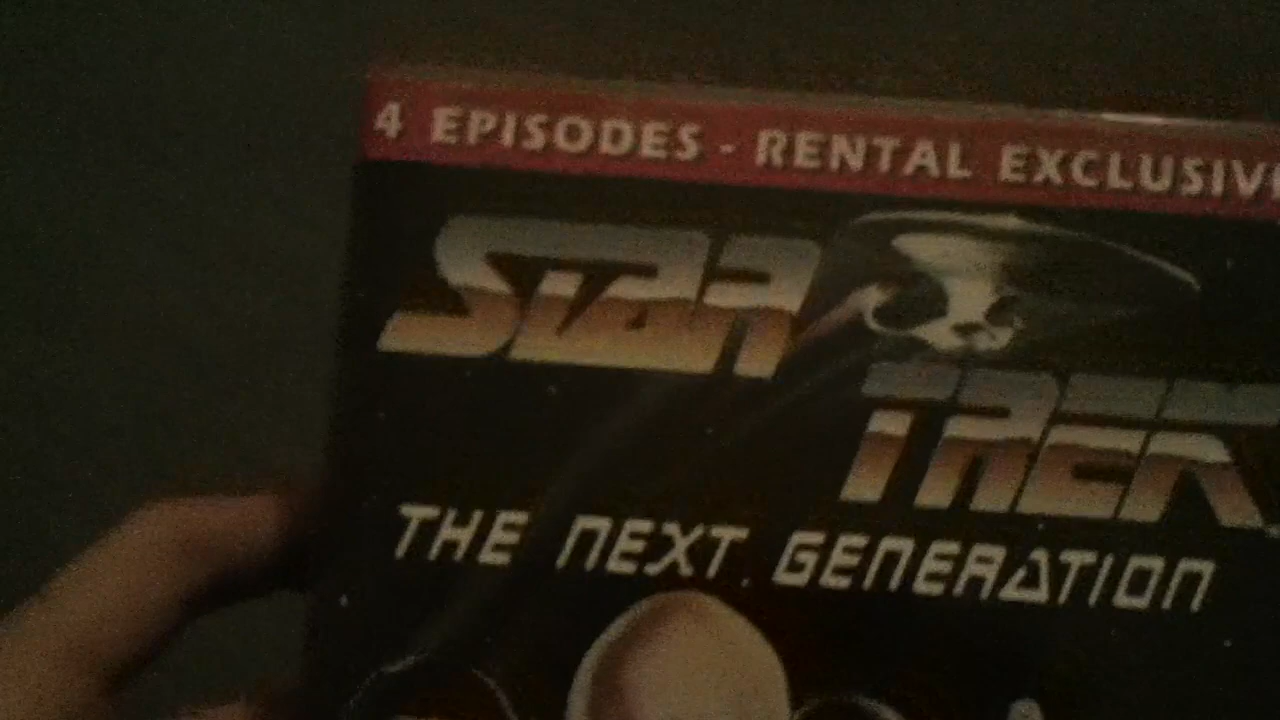 4 EPISODES - RENTAL EXCLUSIVE
STAR
TREK
THE NEXT GENERATION